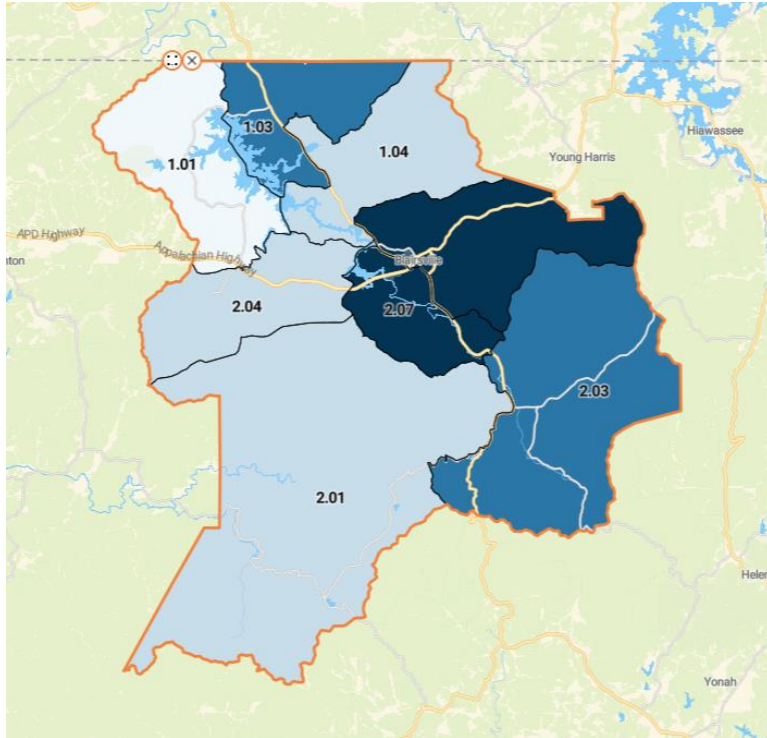 1.03
Hiawassee
1.04
Young Harris
1.01
APD Highway
nton
Appalachian Highway
Blairsville
2.04
2.07
2.03
2.01
Helen
Yonah